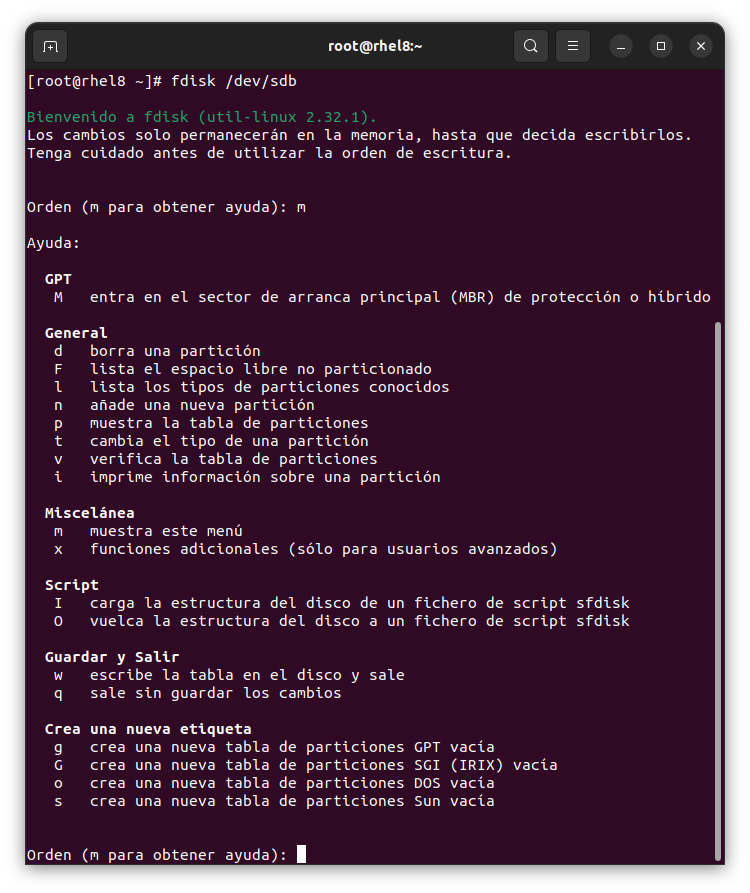 root@rhel8:~
[root@rhel8 ~]# fdisk /dev/sdb
Bienvenido a fdisk (util-linux 2.32.1).
Los cambios solo permanecerán en la memoria, hasta que decida escribirlos.
Tenga cuidado antes de utilizar la orden de escritura.
Orden (m para obtener ayuda): m
Ayuda:
GPT
M   entra en el sector de arranca principal (MBR) de protección o híbrido
General
d   borra una partición
F   lista el espacio libre no particionado
l   lista los tipos de particiones conocidos
n   añade una nueva partición
p   muestra la tabla de particiones
t   cambia el tipo de una partición
v   verifica la tabla de particiones
i   imprime información sobre una partición
Miscelánea
m   muestra este menú
x   funciones adicionales (sólo para usuarios avanzados)
Script
I   carga la estructura del disco de un fichero de script sfdisk
O   vuelca la estructura del disco a un fichero de script sfdisk
Guardar y Salir
w   escribe la tabla en el disco y sale
q   sale sin guardar los cambios
Crea una nueva etiqueta
g   crea una nueva tabla de particiones GPT vacía
G   crea una nueva tabla de particiones SGI (IRIX) vacía
o   crea una nueva tabla de particiones DOS vacía
s   crea una nueva tabla de particiones Sun vacía
Orden (m para obtener ayuda):